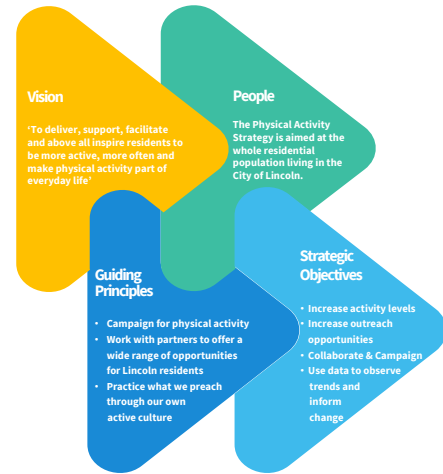 Vision
‘To deliver, support, facilitate
and above all inspire residents to
be more active, more often and
make physical activity part of
everyday life’
People
The Physical Activity
Strategy is aimed at the
whole residential
population living in the
City of Lincoln.
Guiding
Principles
• Campaign for physical activity
• Work with partners to offer a
wide range of opportunities
for Lincoln residents
• Practice what we preach
through our own
active culture
Strategic
Objectives
• Increase activity levels
• Increase outreach
opportunities
• Collaborate & Campaign
• Use data to observe
trends and
inform
change